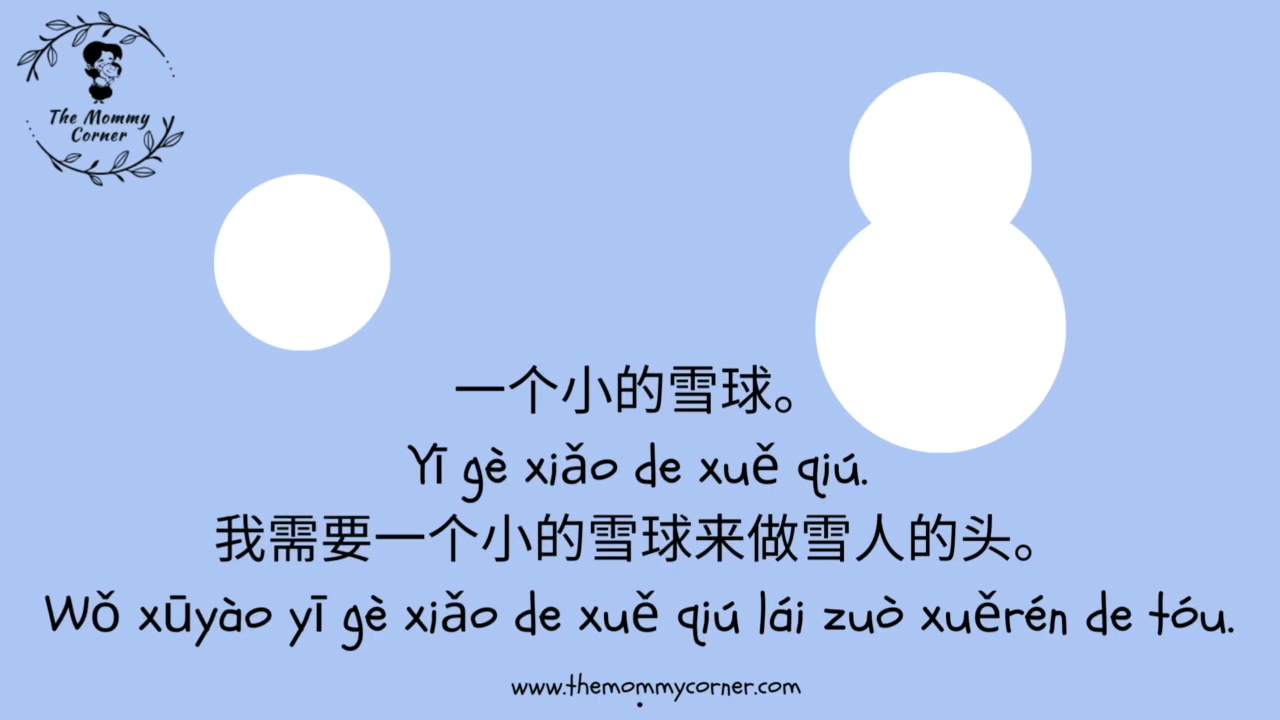 The Mommy
Corner
一个小的雪球。
Yī gè xiǎo de xuě qiú.
我需要一个小的雪球来做雪人的头。
Wǒ xūyào yī gè xiǎo de xuě qiú lái zuò xuěrén de tóu.
www.themommycorner.com